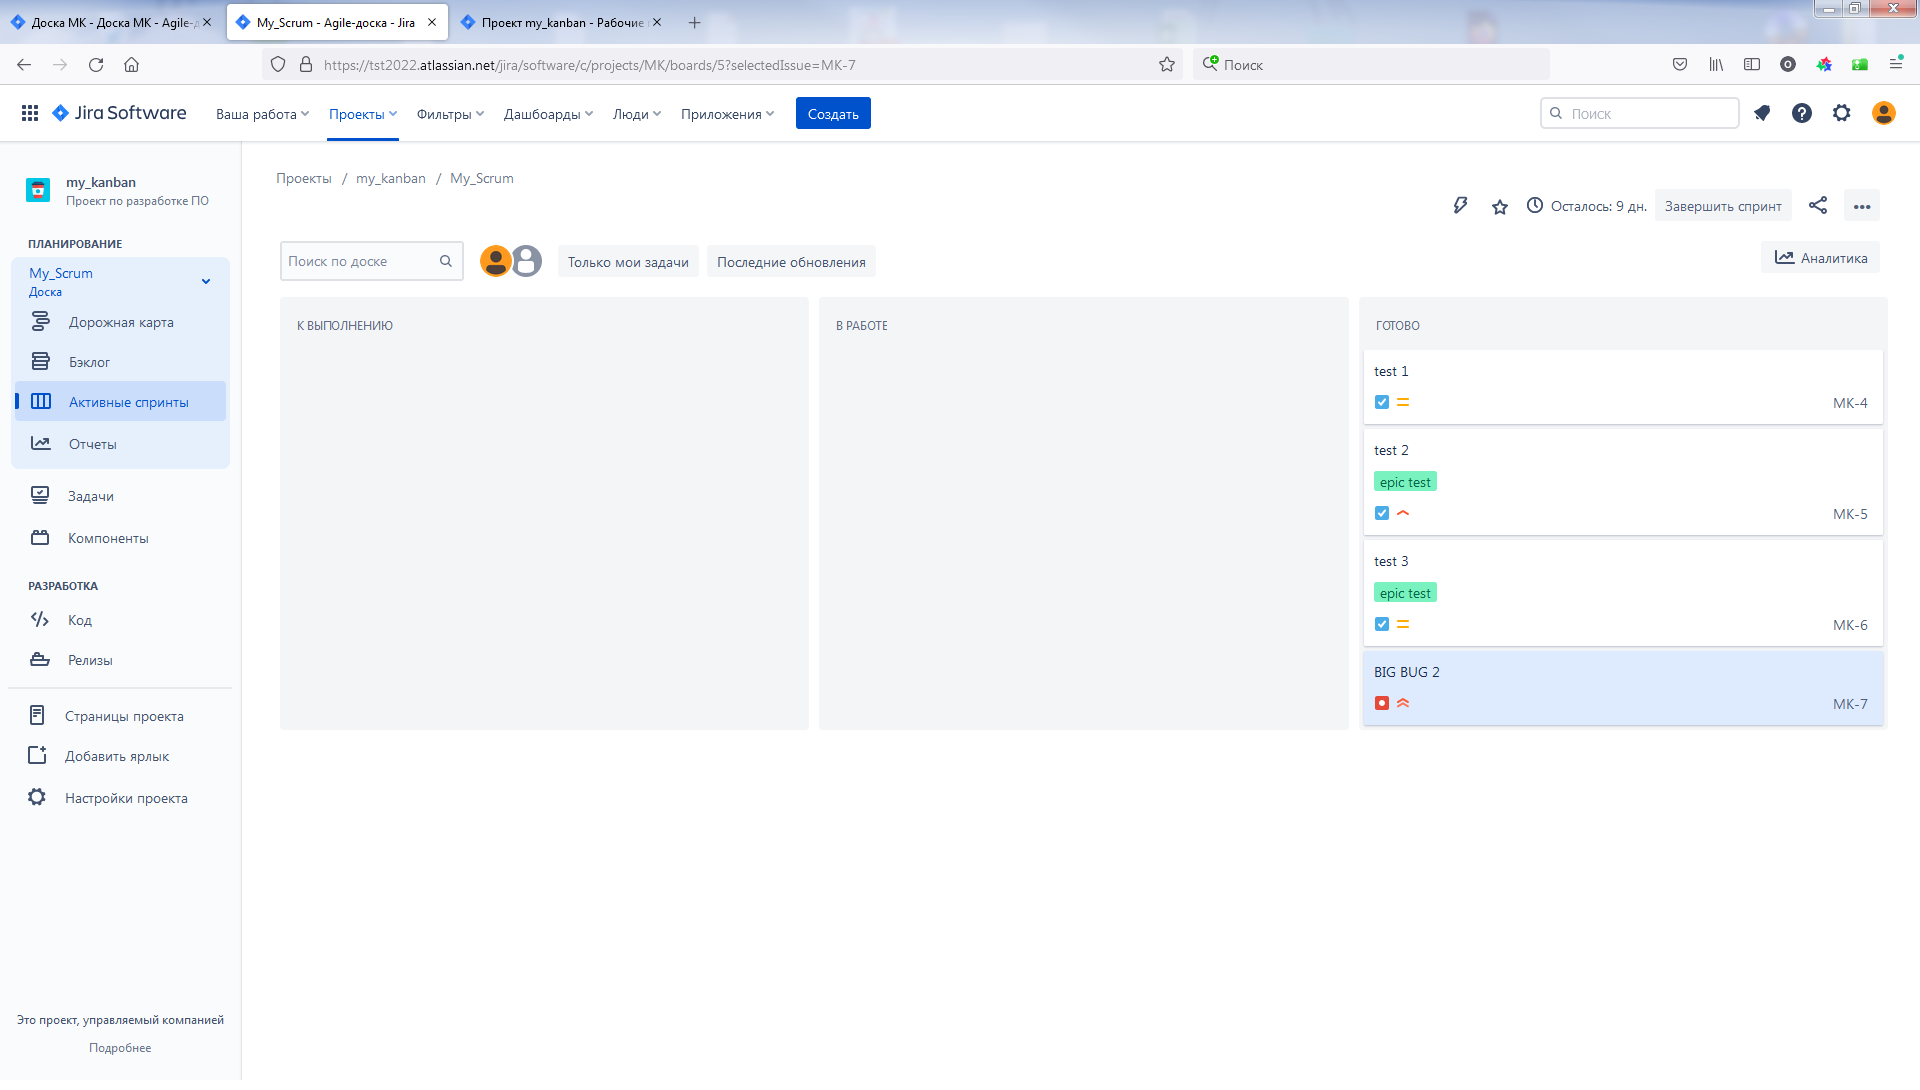 Доска МК - Доска МК - Agile-д
My_Scrum - Agile-доска - Jira
Проект my_kanban - Рабочие
https://tst2022.atlassian.net/jira/software/c/projects/MK/boards/5?selectedIssue=MK-7
Поиск
Jira Software
Ваша работа
Проекты
Фильтры
Дашбоарды
Люди
Приложения
Создать
Поиск
my_kanban
Проект по разработке ПО
ПЛАНИРОВАНИЕ
My_Scrum
Доска
Дорожная карта
Бэклог
Активные спринты
Отчеты
Задачи
Компоненты
РАЗРАБОТКА
Код
Релизы
Страницы проекта
Добавить ярлык
Настройки проекта
Это проект, управляемый компанией
Подробнее
Проекты / my_kanban / My_Scrum
Осталось: 9 дн.
Завершить спринт
Поиск по доске
Только мои задачи
Последние обновления
Аналитика
К ВЫПОЛНЕНИЮ
В РАБОТЕ
ГОТОВО
test 1
MK-4
test 2
epic test
MK-5
test 3
epic test
MK-6
BIG BUG 2
MK-7